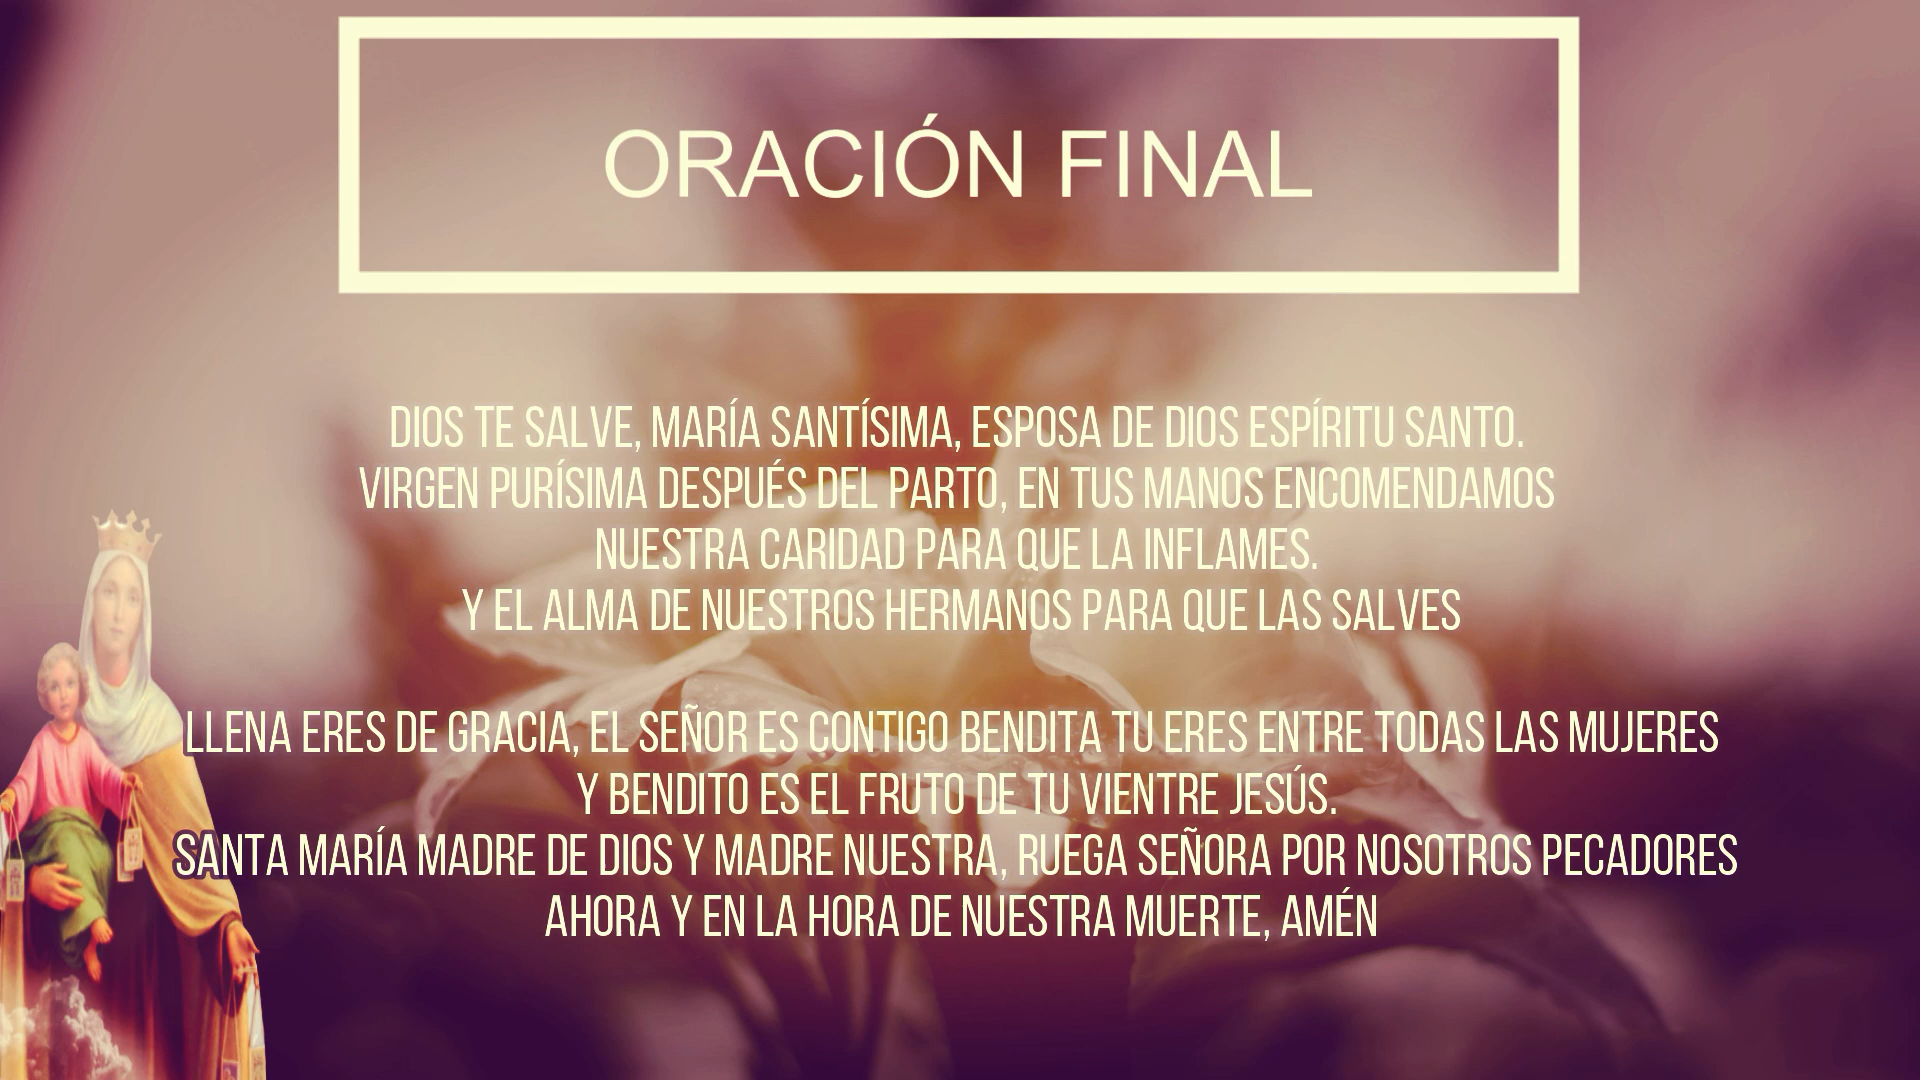 ORACIÓN FINAL
DIOS TE SALVE, MARÍA SANTÍSIMA, ESPOSA DE DIOS ESPÍRITU SANTO.
VIRGEN PURÍSIMA DESPUÉS DEL PARTO, EN TUS MANOS ENCOMENDAMOS
NUESTRA CARIDAD PARA QUE LA INFLAMES.
Y EL ALMA DE NUESTROS HERMANOS PARA QUE LAS SALVES
LLENA ERES DE GRACIA, EL SEÑOR ES CONTIGO BENDITA TU ERES ENTRE TODAS LAS MUJERES
Y BENDITO ES EL FRUTO DE TU VIENTRE JESÚS.
SANTA MARÍA MADRE DE DIOS Y MADRE NUESTRA, RUEGA SEÑORA POR NOSOTROS PECADORES
AHORA Y EN LA HORA DE NUESTRA MUERTE, AMÉN